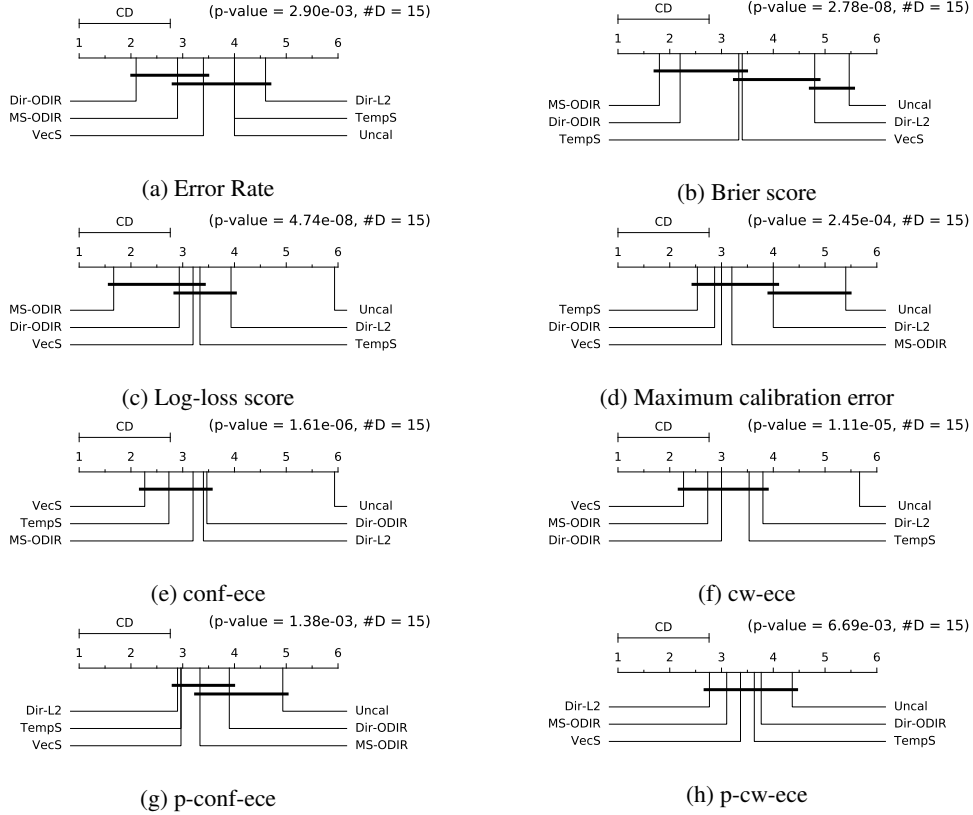 CD (p-value = 2.90e-03, #D = 15)
1 2 3 4 5 6
Dir-ODIR Dir-L2
MS-ODIR TempS
VecS Uncal
(a) Error Rate
CD (p-value = 2.78e-08, #D = 15)
1 2 3 4 5 6
MS-ODIR Uncal
Dir-ODIR Dir-L2
TempS VecS
(b) Brier score
CD (p-value = 4.74e-08, #D = 15)
1 2 3 4 5 6
MS-ODIR Uncal
Dir-ODIR Dir-L2
VecS TempS
(c) Log-loss score
CD (p-value = 2.45e-04, #D = 15)
1 2 3 4 5 6
TempS Uncal
Dir-ODIR Dir-L2
VecS MS-ODIR
(d) Maximum calibration error
CD (p-value = 1.61e-06, #D = 15)
1 2 3 4 5 6
VecS Uncal
TempS Dir-ODIR
MS-ODIR Dir-L2
(e) conf-ece
CD (p-value = 1.11e-05, #D = 15)
1 2 3 4 5 6
VecS Uncal
MS-ODIR Dir-L2
Dir-ODIR TempS
(f) cw-ece
CD (p-value = 1.38e-03, #D = 15)
1 2 3 4 5 6
Dir-L2 Uncal
TempS Dir-ODIR
VecS MS-ODIR
(g) p-conf-ece
CD (p-value = 6.69e-03, #D = 15)
1 2 3 4 5 6
Dir-L2 Uncal
MS-ODIR Dir-ODIR
VecS TempS
(h) p-cw-ece